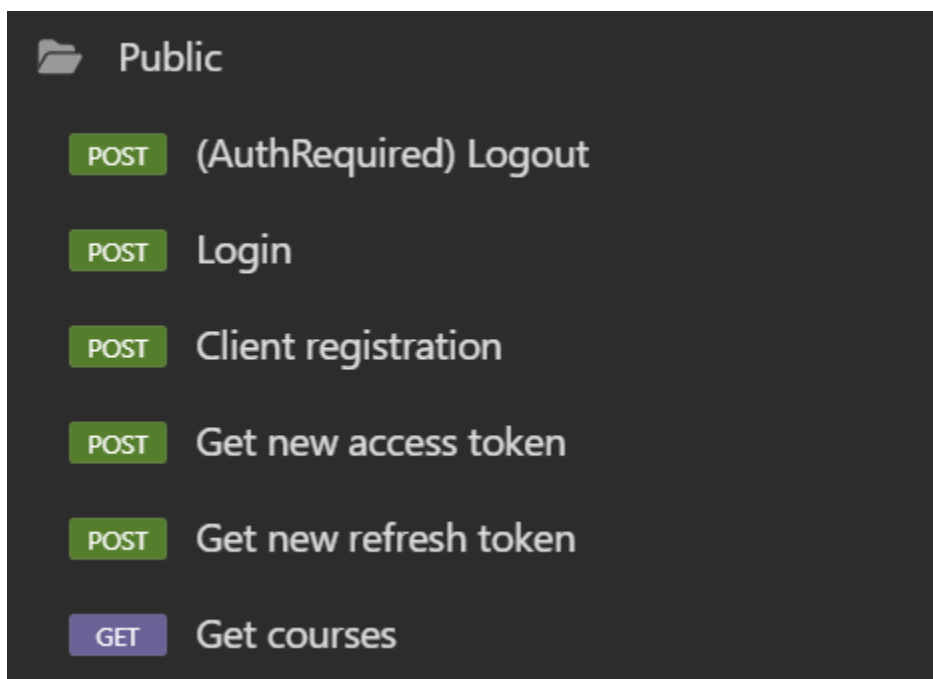 Public
POST (AuthRequired) Logout
POST Login
POST Client registration
POST Get new access token
POST Get new refresh token
GET Get courses